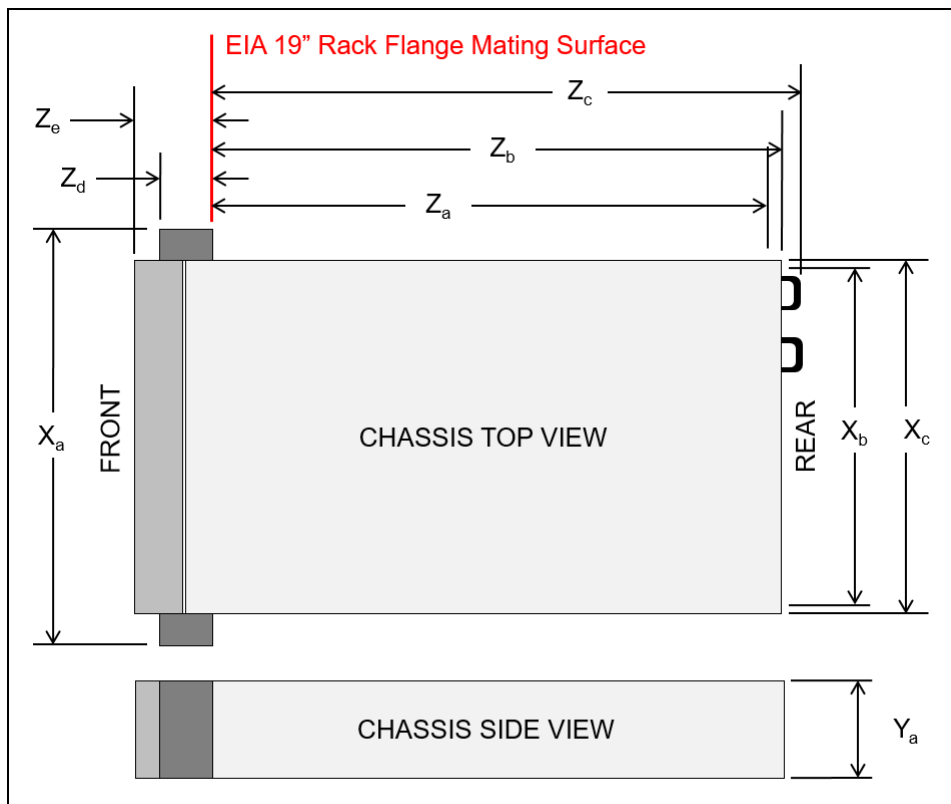 EIA 19” Rack Flange Mating Surface
Zc
Ze
Zb
Zd
Za
FRONT
Xa
CHASSIS TOP VIEW
REAR
Xb
Xc
CHASSIS SIDE VIEW
Ya